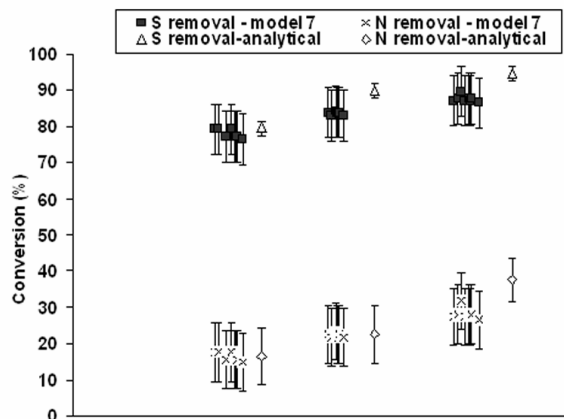 S removal - model 7
N removal - model 7
S removal-analytical
N removal-analytical
Conversion (%)
100
90
80
70
60
50
40
30
20
10
0